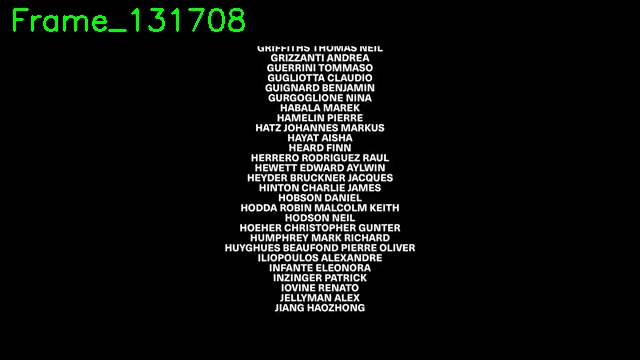 Frame_131708
GRIFFITHS THOMAS NEIL
GRIZZANTI ANDREA
GUERRINI TOMMASO
GUGLIOTTA CLAUDIO
GUIGNARD BENJAMIN
GURGOGLIONE NINA
HABALA MAREK
HAMELIN PIERRE
HATZ JOHANNES MARKUS
HAYAT AISHA
HEARD FINN
HERRERO RODRIGUEZ RAUL
HEWETT EDWARD AYLWIN
HEYDER BRUCKNER JACQUES
HINTON CHARLIE JAMES
HOBSON DANIEL
HODDA ROBIN MALCOLM KEITH
HODSON NEIL
HOEHER CHRISTOPHER GUNTER
HUMPHREY MARK RICHARD
HUYGHUES BEAUFOND PIERRE OLIVER
ILIOPOULOS ALEXANDRE
INFANTE ELEONORA
INZINGER PATRICK
IOVINE RENATO
JELLYMAN ALEX
JIANG HAOZHONG